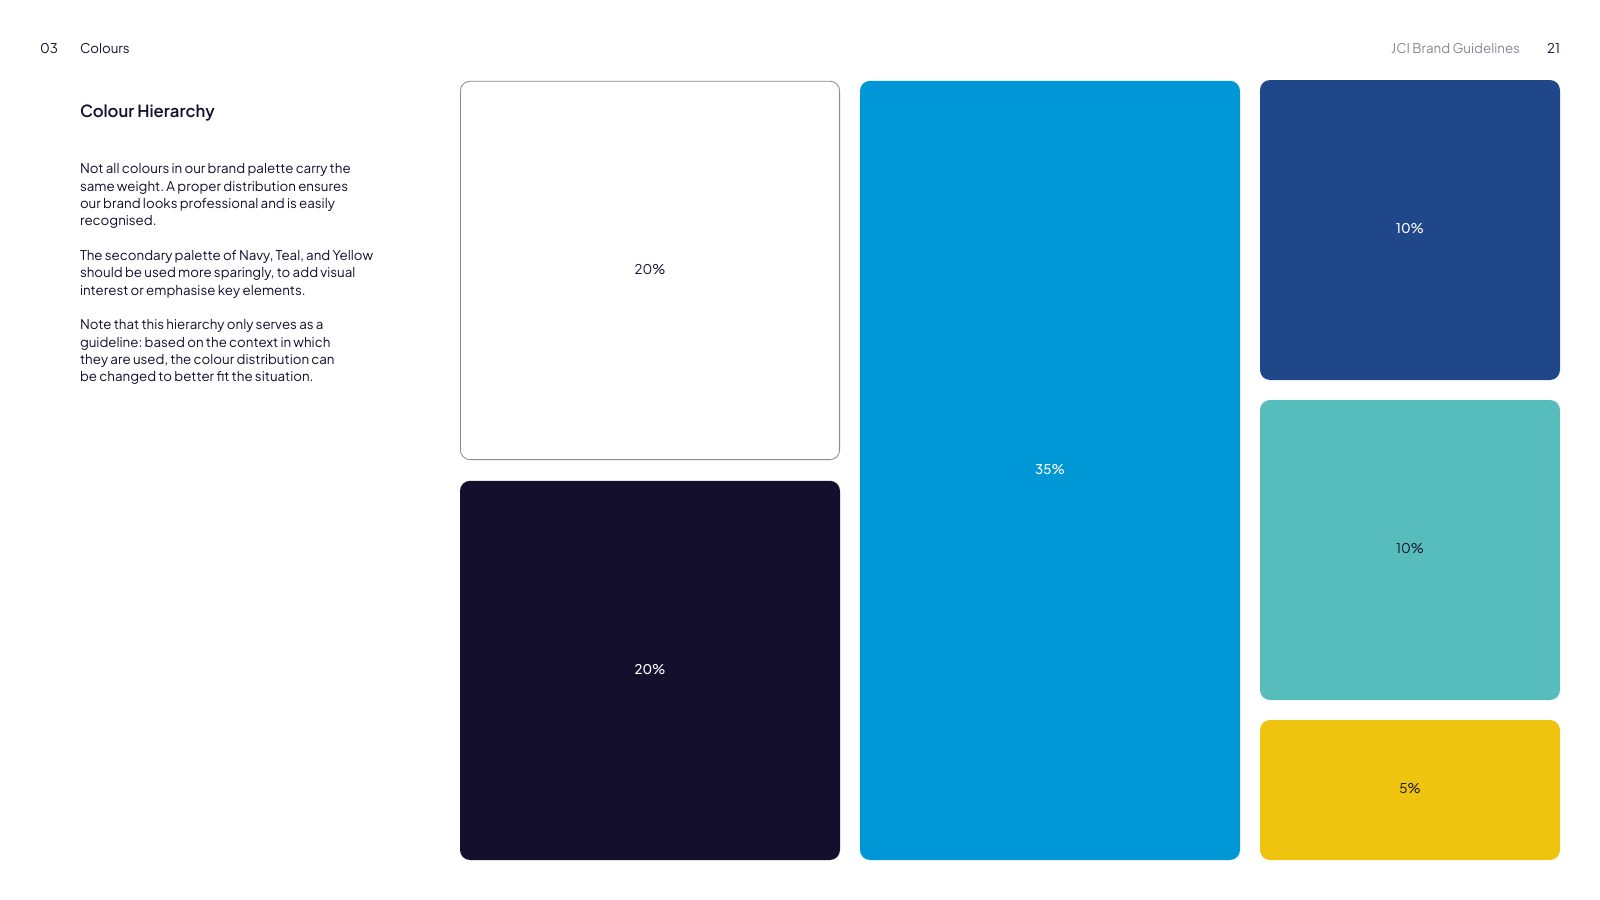 03 Colours
JCI Brand Guidelines 21
Colour Hierarchy
Not all colours in our brand palette carry the
same weight. A proper distribution ensures
our brand looks professional and is easily
recognised.
The secondary palette of Navy, Teal, and Yellow
should be used more sparingly, to add visual
interest or emphasise key elements.
Note that this hierarchy only serves as a
guideline: based on the context in which
they are used, the colour distribution can
be changed to better fit the situation.
20%
20%
35%
10%
10%
5%